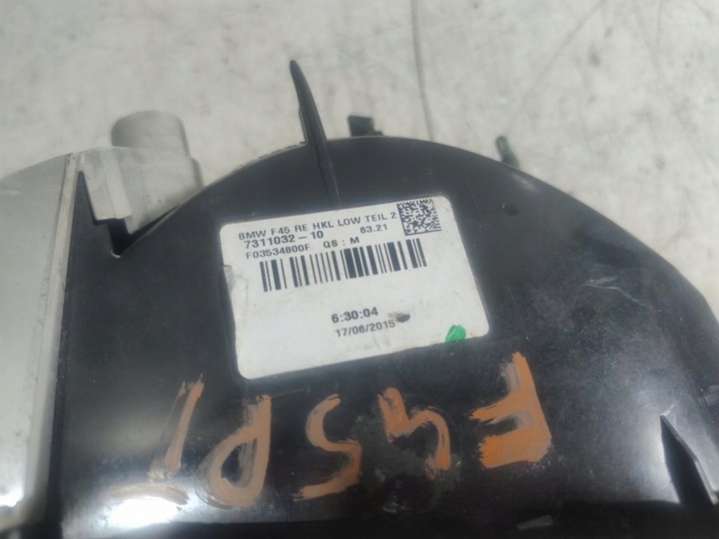 BMW F45 RE HKL LOW TEIL 2
7311032-10 63.21
F03534800F QS: M
6:30:04
17/06/2015
F45P1